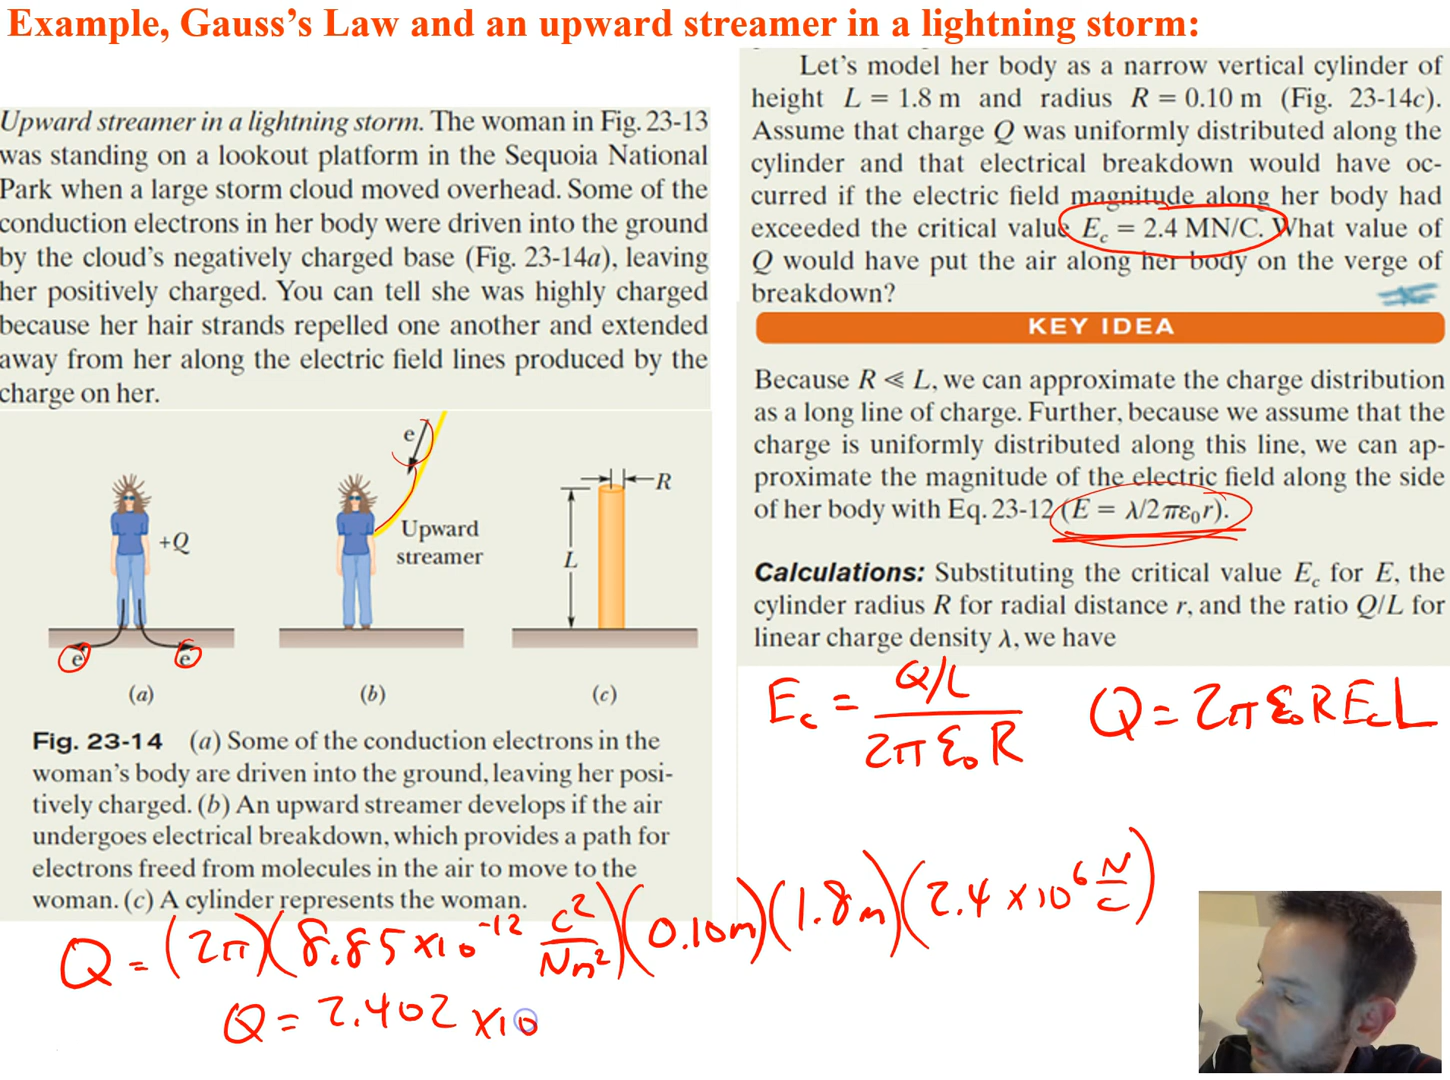 Example, Gauss's Law and an upward streamer in a lightning storm:
Upward streamer in a lightning storm. The woman in Fig. 23-13
was standing on a lookout platform in the Sequoia National
Park when a large storm cloud moved overhead. Some of the
conduction electrons in her body were driven into the ground
by the cloud's negatively charged base (Fig. 23-14a), leaving
her positively charged. You can tell she was highly charged
because her hair strands repelled one another and extended
away from her along the electric field lines produced by the
charge on her.
e
+Q
Upward
streamer
R
L
e
e
(a)
(b)
(c)
Fig. 23-14 (a) Some of the conduction electrons in the
woman's body are driven into the ground, leaving her posi-
tively charged. (b) An upward streamer develops if the air
undergoes electrical breakdown, which provides a path for
electrons freed from molecules in the air to move to the
woman. (c) A cylinder represents the woman.
Let's model her body as a narrow vertical cylinder of
height L = 1.8 m and radius R = 0.10 m (Fig. 23-14c).
Assume that charge Q was uniformly distributed along the
cylinder and that electrical breakdown would have oc-
curred if the electric field magnitude along her body had
exceeded the critical value E_c = 2.4 MN/C. What value of
Q would have put the air along her body on the verge of
breakdown?
KEY IDEA
Because R ≪ L, we can approximate the charge distribution
as a long line of charge. Further, because we assume that the
charge is uniformly distributed along this line, we can ap-
proximate the magnitude of the electric field along the side
of her body with Eq. 23-12 (E = λ/2πε₀r).
Calculations: Substituting the critical value E_c for E, the
cylinder radius R for radial distance r, and the ratio Q/L for
linear charge density λ, we have
E_c = Q/L / 2π ε₀ R
Q = 2π ε₀ R E_c L
Q = (2π)(8.85 x10⁻¹² C²/Nm²)(0.10m)(1.8m)(2.4 x10⁶ N/C)
Q = 2.402 x10